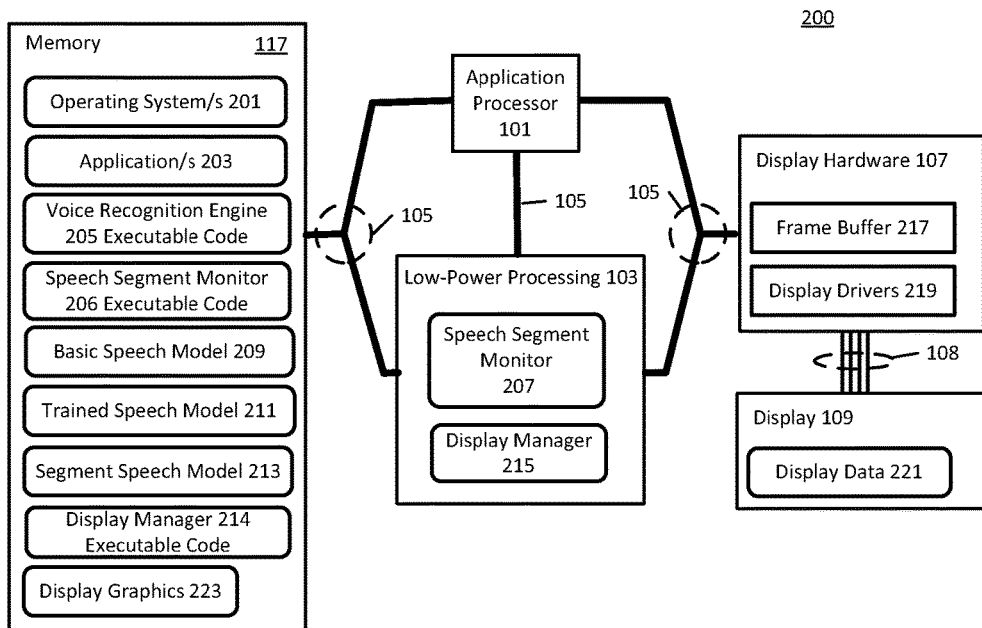 200
Memory 117
Operating System/s 201
Application/s 203
Voice Recognition Engine
205 Executable Code
Speech Segment Monitor
206 Executable Code
Basic Speech Model 209
Trained Speech Model 211
Segment Speech Model 213
Display Manager 214
Executable Code
Display Graphics 223
Application
Processor
101
105
105
105
Low-Power Processing 103
Speech Segment
Monitor
207
Display Manager
215
Display Hardware 107
Frame Buffer 217
Display Drivers 219
108
Display 109
Display Data 221